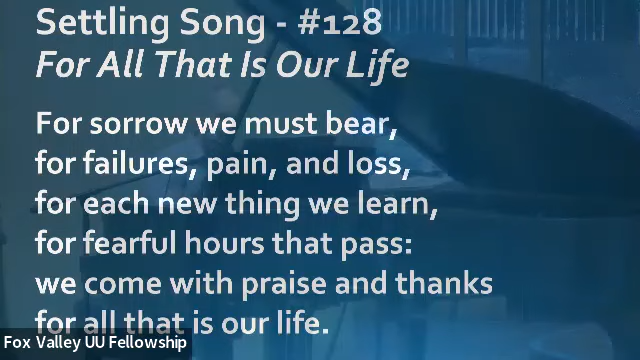 Settling Song - #128
For All That Is Our Life
For sorrow we must bear,
for failures, pain, and loss,
for each new thing we learn,
for fearful hours that pass:
we come with praise and thanks
for all that is our life.
Fox Valley UU Fellowship